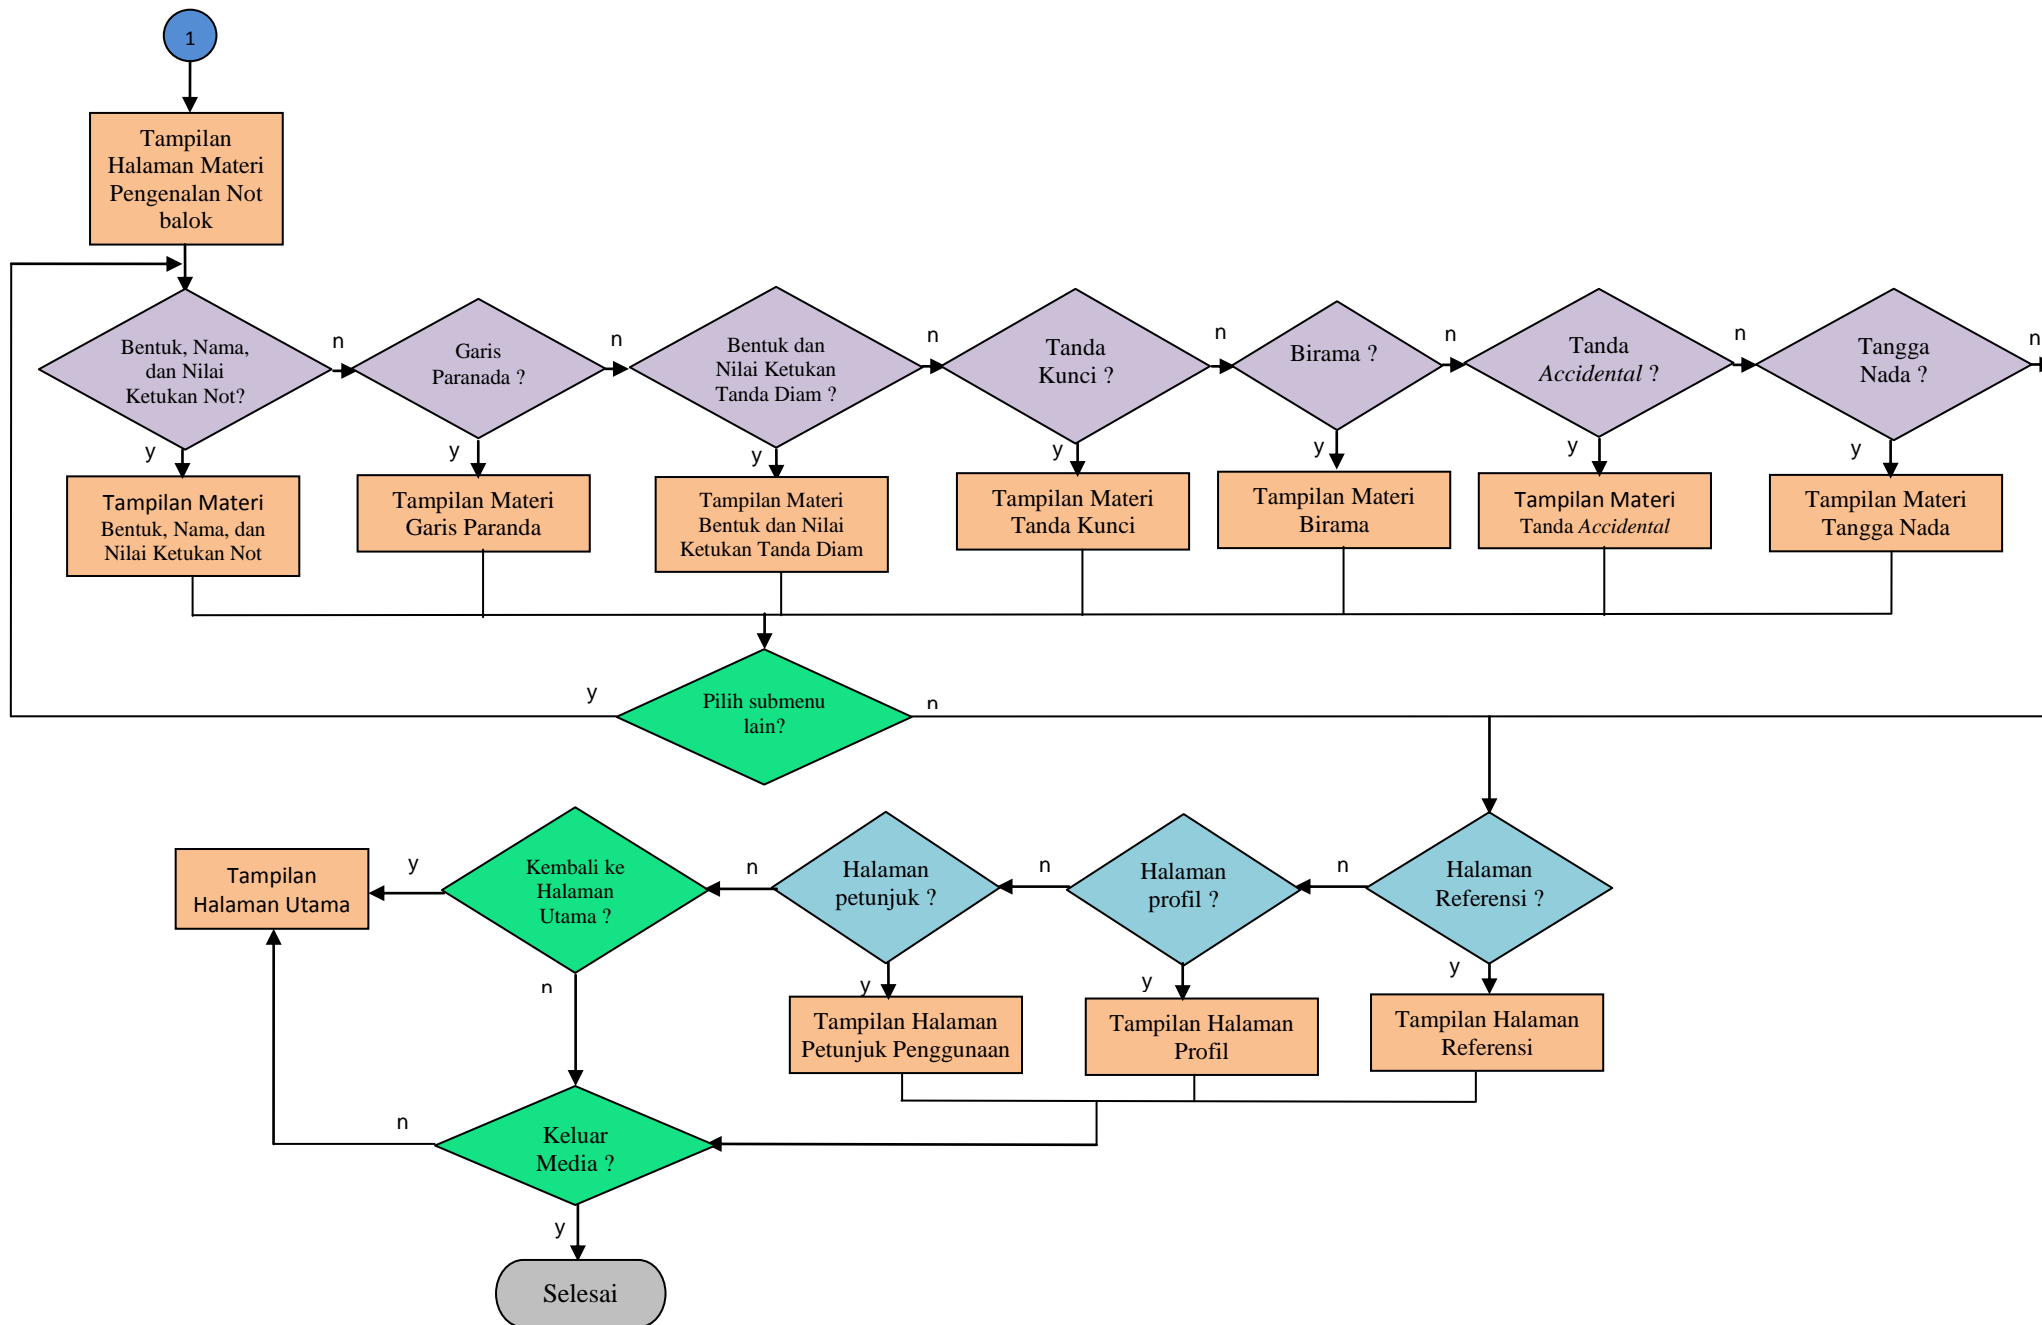 1
Tampilan
Halaman Materi
Pengenalan Not
balok
Bentuk, Nama,
dan Nilai
Ketukan Not?
n
Garis
Paranada ?
n
Bentuk dan
Nilai Ketukan
Tanda Diam ?
n
Tanda
Kunci ?
n
Birama ?
n
Tanda
Accidental ?
n
Tangga
Nada ?
n
y
y
y
y
y
y
y
Tampilan Materi
Bentuk, Nama, dan
Nilai Ketukan Not
Tampilan Materi
Garis Paranda
Tampilan Materi
Bentuk dan Nilai
Ketukan Tanda Diam
Tampilan Materi
Tanda Kunci
Tampilan Materi
Birama
Tampilan Materi
Tanda Accidental
Tampilan Materi
Tangga Nada
y
Pilih submenu
lain?
n
Tampilan
Halaman Utama
y
Kembali ke
Halaman
Utama ?
n
Halaman
petunjuk ?
n
Halaman
profil ?
n
Halaman
Referensi ?
n
y
y
y
Tampilan Halaman
Petunjuk Penggunaan
Tampilan Halaman
Profil
Tampilan Halaman
Referensi
n
Keluar
Media ?
y
Selesai